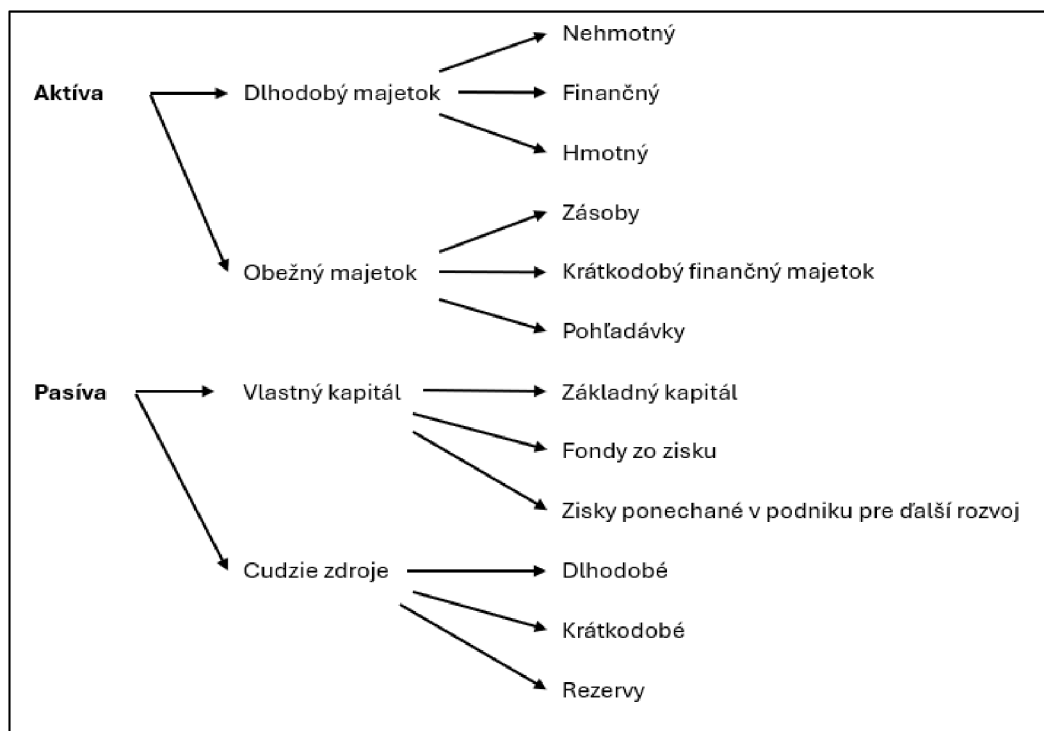 Nehmotný
Aktíva Dlhodobý majetok Finančný
Hmotný
Zásoby
Obežný majetok Krátkodobý finančný majetok
Pohľadávky
Pasíva Vlastný kapitál Základný kapitál
Fondy zo zisku
Zisky ponechané v podniku pre ďalší rozvoj
Cudzie zdroje Dlhodobé
Krátkodobé
Rezervy